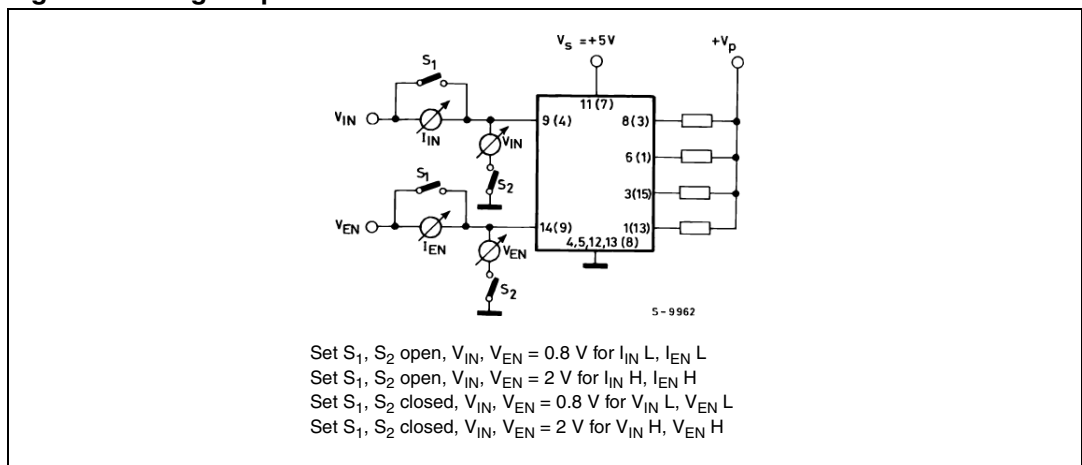 V_S =+5V
+V_p
S_1
11(7)
V_IN
I_IN
9(4)
8(3)
V_IN
6(1)
S_1
S_2
3(15)
V_EN
I_EN
14(9)
1(13)
V_EN
4,5,12,13(8)
S_2
S-9962
Set S_1, S_2 open, V_IN, V_EN = 0.8 V for I_IN L, I_EN L
Set S_1, S_2 open, V_IN, V_EN = 2 V for I_IN H, I_EN H
Set S_1, S_2 closed, V_IN, V_EN = 0.8 V for V_IN L, V_EN L
Set S_1, S_2 closed, V_IN, V_EN = 2 V for V_IN H, V_EN H